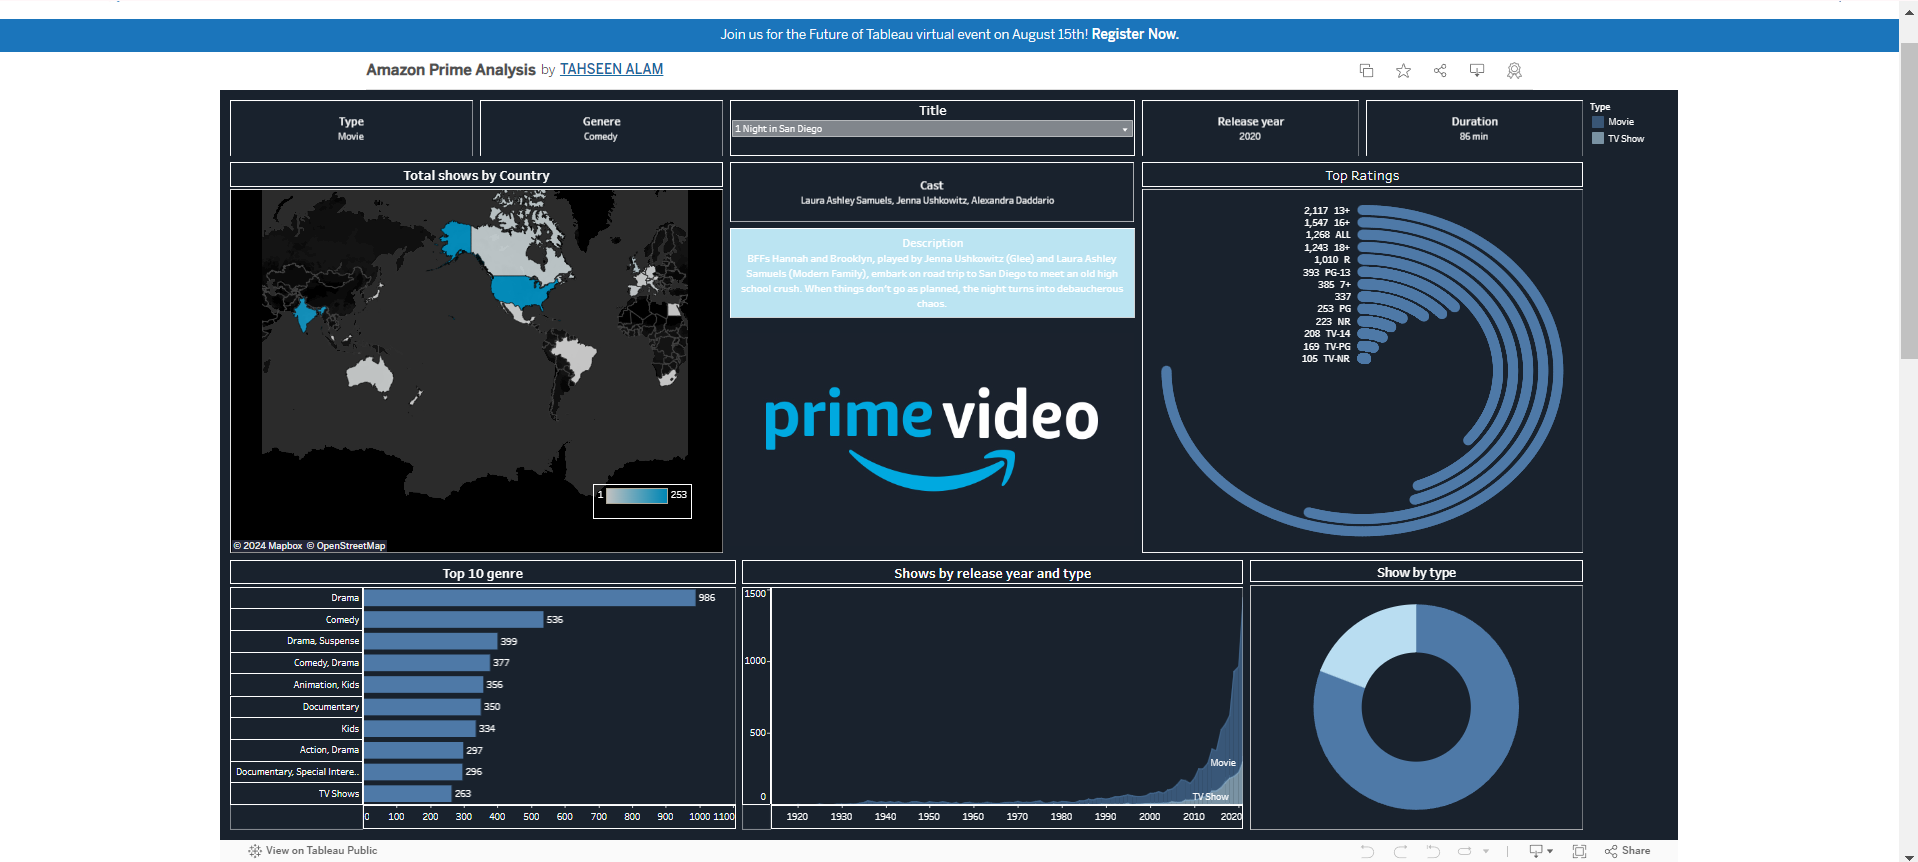 Join us for the Future of Tableau virtual event on August 15th! Register Now.
Amazon Prime Analysis by TAHSEEN ALAM
Type
Movie
Genere
Comedy
Title
1 Night in San Diego
Release year
2020
Duration
86 min
Type
Movie
TV Show
Total shows by Country
1
253
© 2024 Mapbox © OpenStreetMap
Cast
Laura Ashley Samuels, Jenna Ushkowitz, Alexandra Daddario
Description
BFFs Hannah and Brooklyn, played by Jenna Ushkowitz (Glee) and Laura Ashley
Samuels (Modern Family), embark on road trip to San Diego to meet an old high
school crush. When things don't go as planned, the night turns into debaucherous
chaos.
prime video
Top Ratings
2,117 13+
1,547 16+
1,268 ALL
1,243 18+
1,010 R
393 PG-13
385 7+
337
253 PG
223 NR
208 TV-14
169 TV-PG
105 TV-NR
Top 10 genre
Drama 986
Comedy 536
Drama, Suspense 399
Comedy, Drama 377
Animation, Kids 356
Documentary 350
Kids 334
Action, Drama 297
Documentary, Special Intere.. 296
TV Shows 263
0 100 200 300 400 500 600 700 800 900 1000 1100
Shows by release year and type
1500
1000
500
0
Movie
TV Show
1920 1930 1940 1950 1960 1970 1980 1990 2000 2010 2020
Show by type
View on Tableau Public
Share